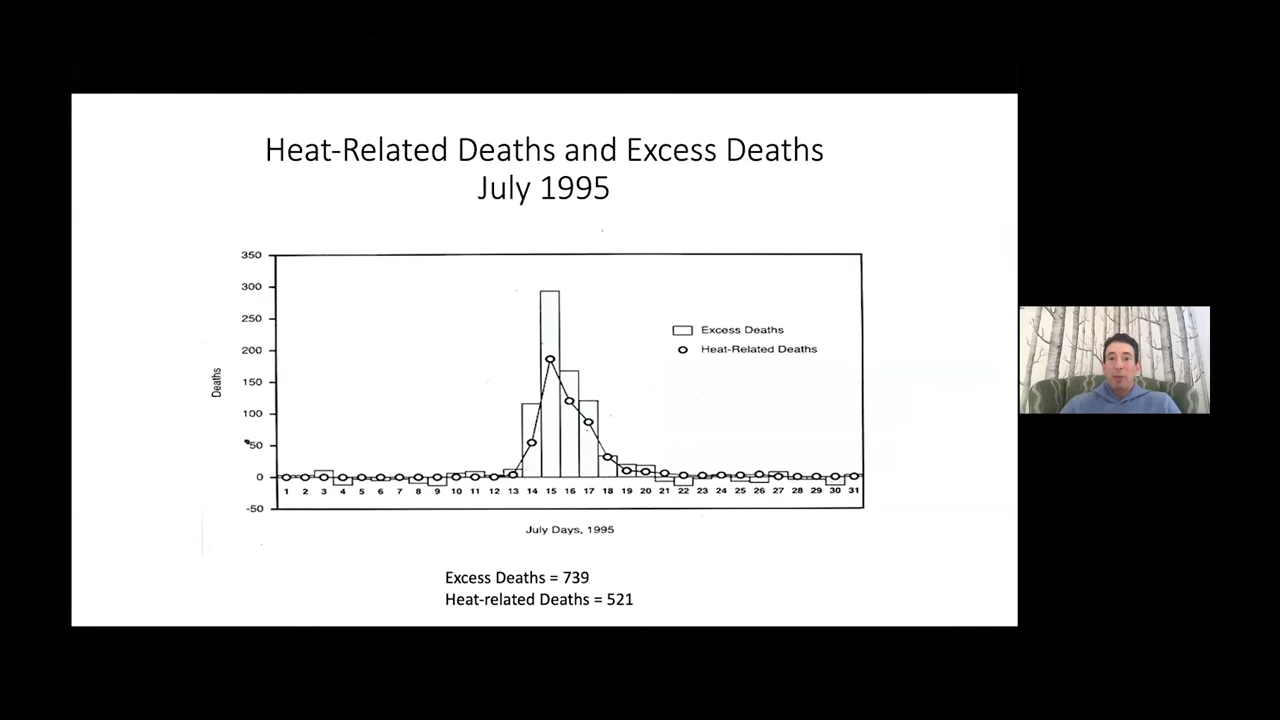 Heat-Related Deaths and Excess Deaths
July 1995
350
300
250
200
150
100
50
0
-50
Deaths
Excess Deaths
Heat-Related Deaths
1 2 3 4 5 6 7 8 9 10 11 12 13 14 15 16 17 18 19 20 21 22 23 24 25 26 27 28 29 30 31
July Days, 1995
Excess Deaths = 739
Heat-related Deaths = 521